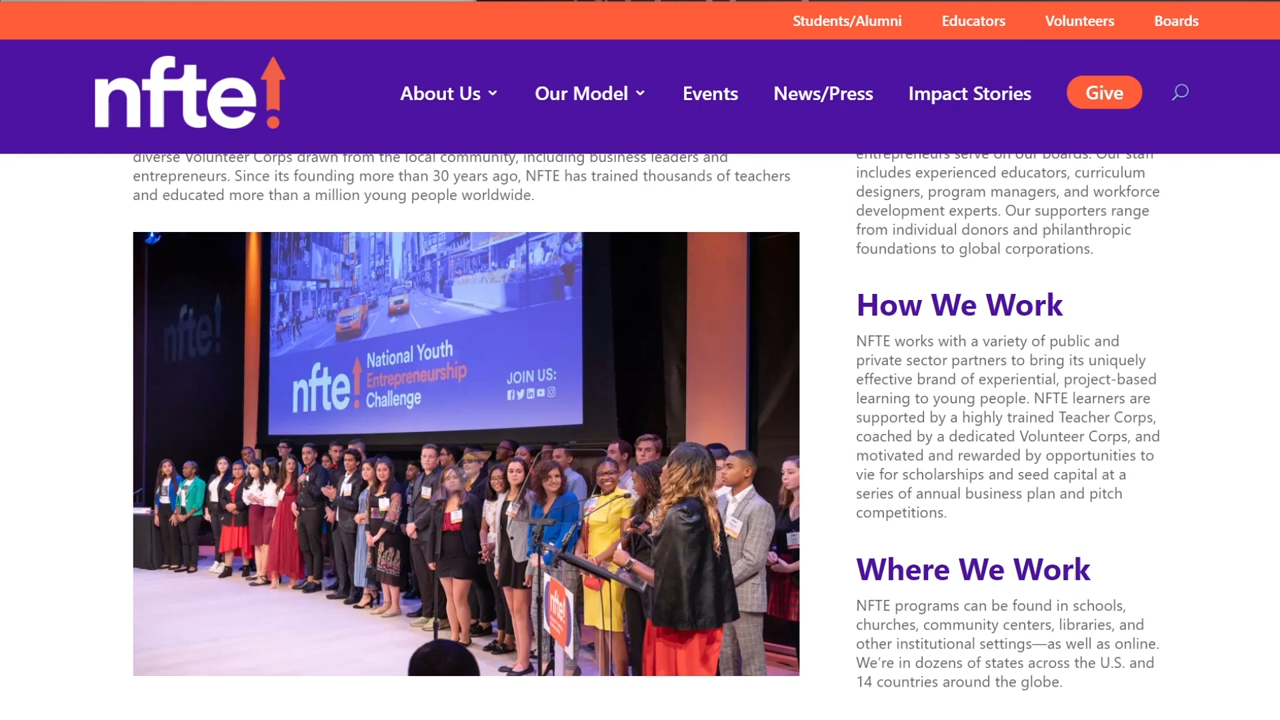 Students/Alumni Educators Volunteers Boards
nfte!
About Us Our Model Events News/Press Impact Stories Give
diverse Volunteer Corps drawn from the local community, including business leaders and
entrepreneurs. Since its founding more than 30 years ago, NFTE has trained thousands of teachers
and educated more than a million young people worldwide.
nfte!
nfte!
National Youth
Entrepreneurship
Challenge
JOIN US:
nfte!
entrepreneurs serve on our boards. Our staff
includes experienced educators, curriculum
designers, program managers, and workforce
development experts. Our supporters range
from individual donors and philanthropic
foundations to global corporations.
How We Work
NFTE works with a variety of public and
private sector partners to bring its uniquely
effective brand of experiential, project-based
learning to young people. NFTE learners are
supported by a highly trained Teacher Corps,
coached by a dedicated Volunteer Corps, and
motivated and rewarded by opportunities to
vie for scholarships and seed capital at a
series of annual business plan and pitch
competitions.
Where We Work
NFTE programs can be found in schools,
churches, community centers, libraries, and
other institutional settings—as well as online.
We're in dozens of states across the U.S. and
14 countries around the globe.